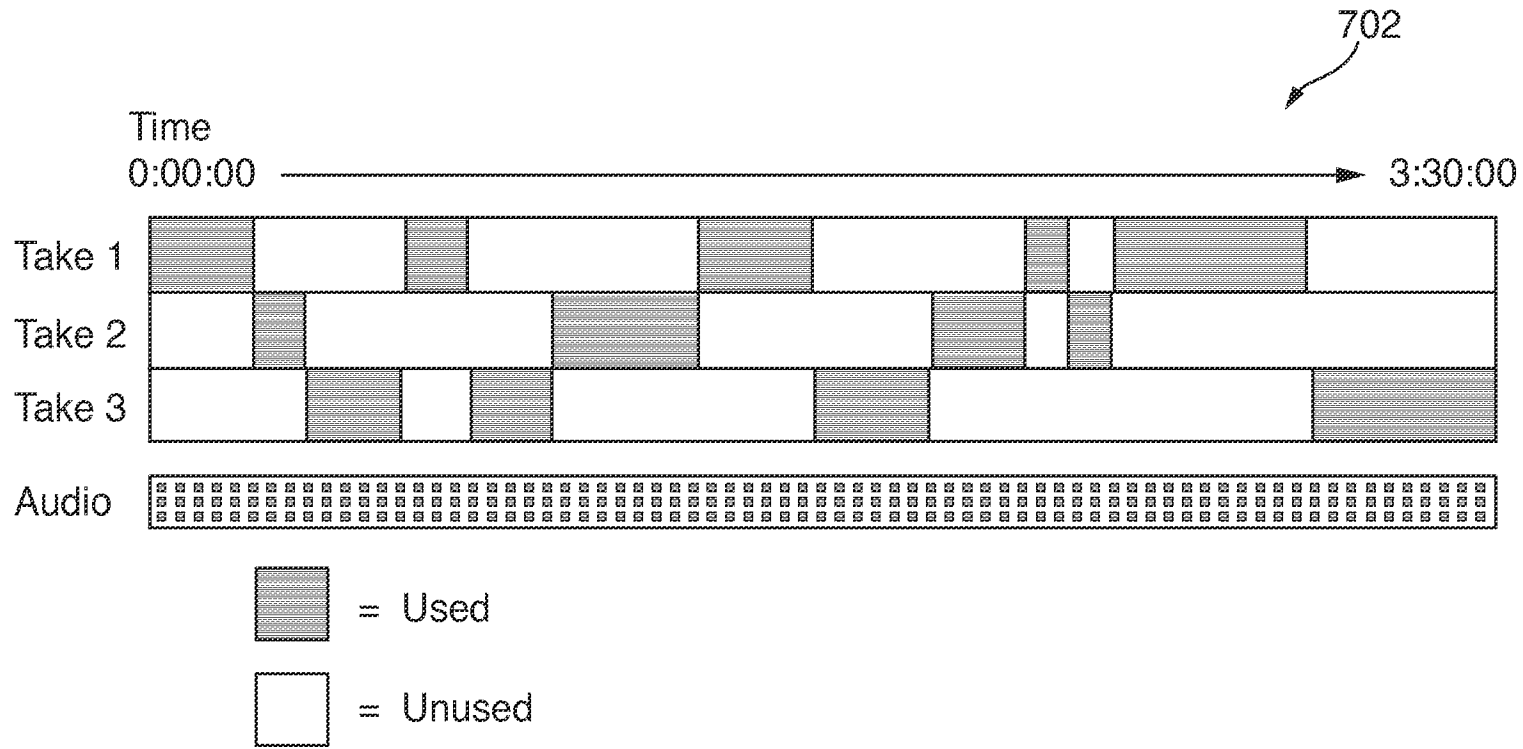 702
Time
0:00:00 3:30:00
Take 1
Take 2
Take 3
Audio
= Used
= Unused